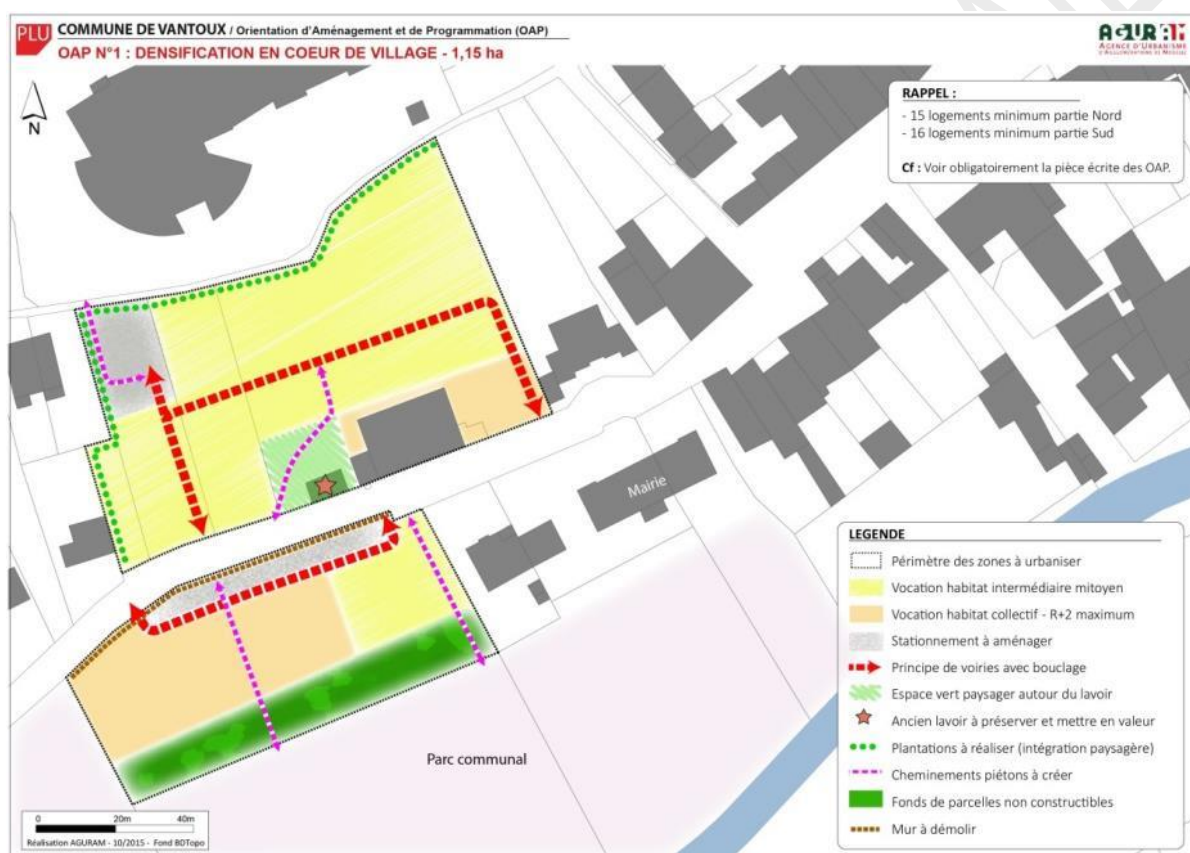 PLU
COMMUNE DE VANTOUX / Orientation d'Aménagement et de Programmation (OAP)
OAP N°1 : DENSIFICATION EN COEUR DE VILLAGE - 1,15 ha
AGURAM
AGENCE D'URBANISME
D'AGGLOMÉRATIONS DE MOSELLE
N
RAPPEL :
- 15 logements minimum partie Nord
- 16 logements minimum partie Sud
Cf : Voir obligatoirement la pièce écrite des OAP.
Mairie
Parc communal
LEGENDE
Périmètre des zones à urbaniser
Vocation habitat intermédiaire mitoyen
Vocation habitat collectif - R+2 maximum
Stationnement à aménager
Principe de voiries avec bouclage
Espace vert paysager autour du lavoir
Ancien lavoir à préserver et mettre en valeur
Plantations à réaliser (intégration paysagère)
Cheminements piétons à créer
Fonds de parcelles non constructibles
Mur à démolir
0 20m 40m
Réalisation AGURAM - 10/2015 - Fond BDTopo